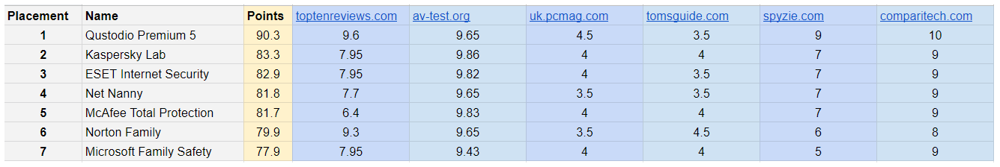 Placement Name Points toptenreviews.com av-test.org uk.pcmag.com tomsguide.com spyzie.com comparitech.com
1 Qustodio Premium 5 90.3 9.6 9.65 4.5 3.5 9 10
2 Kaspersky Lab 83.3 7.95 9.86 4 4 7 9
3 ESET Internet Security 82.9 7.95 9.82 4 3.5 7 9
4 Net Nanny 81.8 7.7 9.65 3.5 3.5 7 9
5 McAfee Total Protection 81.7 6.4 9.83 4 4 7 9
6 Norton Family 79.9 9.3 9.65 3.5 4.5 6 8
7 Microsoft Family Safety 77.9 7.95 9.43 4 4 5 9